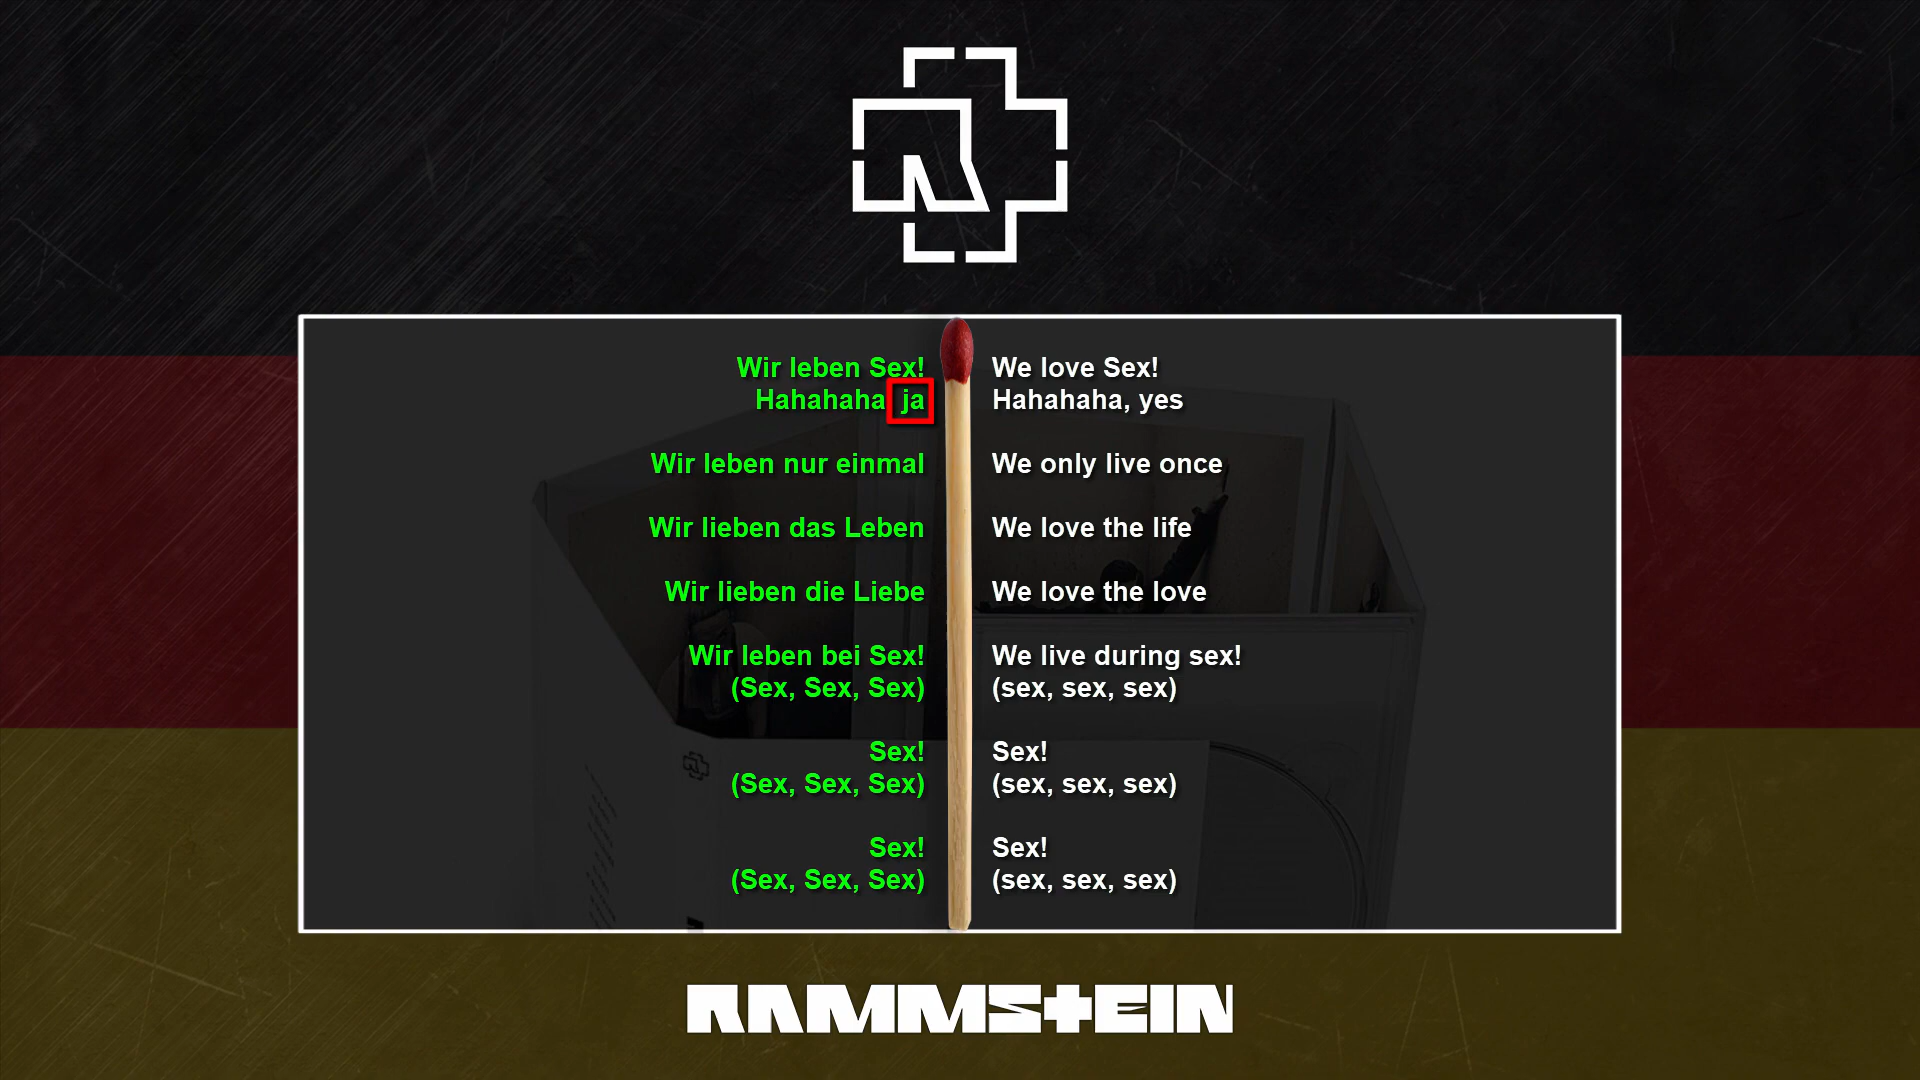 Wir leben Sex!
Hahahaha ja
Wir leben nur einmal
Wir lieben das Leben
Wir lieben die Liebe
Wir leben bei Sex!
(Sex, Sex, Sex)
Sex!
(Sex, Sex, Sex)
Sex!
(Sex, Sex, Sex)
We love Sex!
Hahahaha, yes
We only live once
We love the life
We love the love
We live during sex!
(sex, sex, sex)
Sex!
(sex, sex, sex)
Sex!
(sex, sex, sex)
RAMMSTEIN